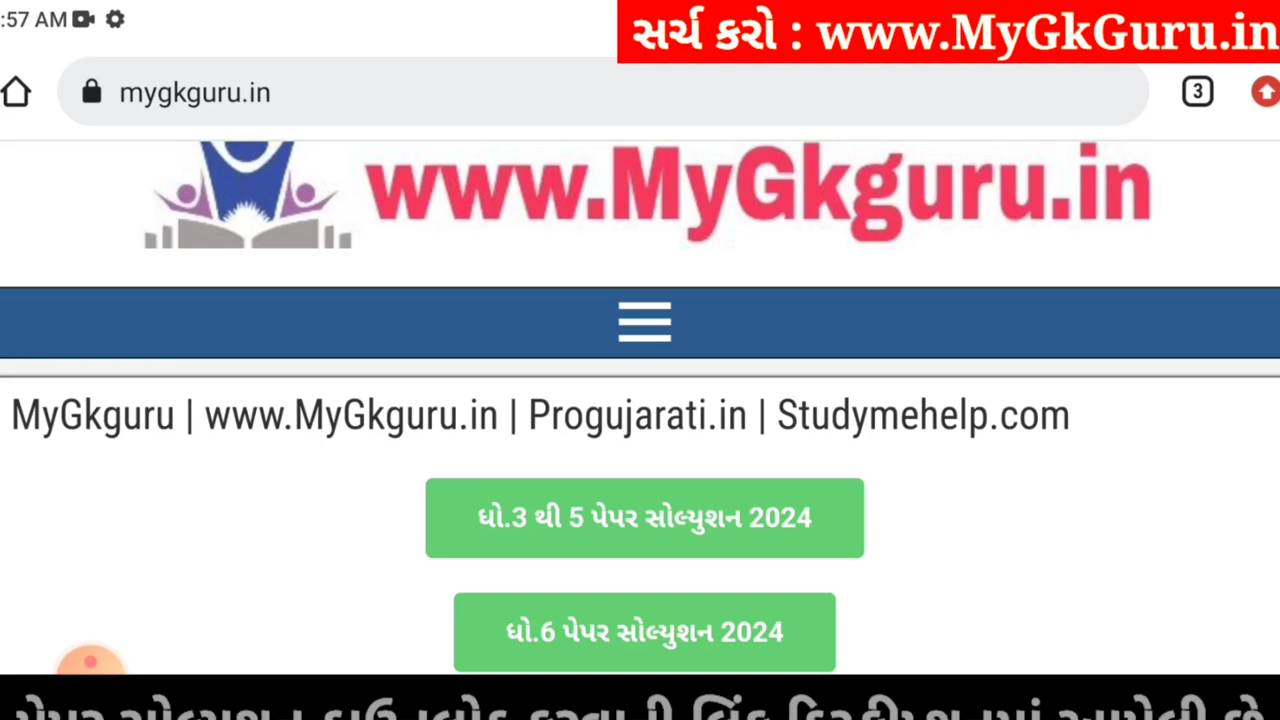 :57 AM
સર્ચ કરો : www.MyGkGuru.in
mygkguru.in
3
www.MyGkguru.in
MyGkguru | www.MyGkguru.in | Progujarati.in | Studymehelp.com
ધો.3 થી 5 પેપર સોલ્યુશન 2024
ધો.6 પેપર સોલ્યુશન 2024